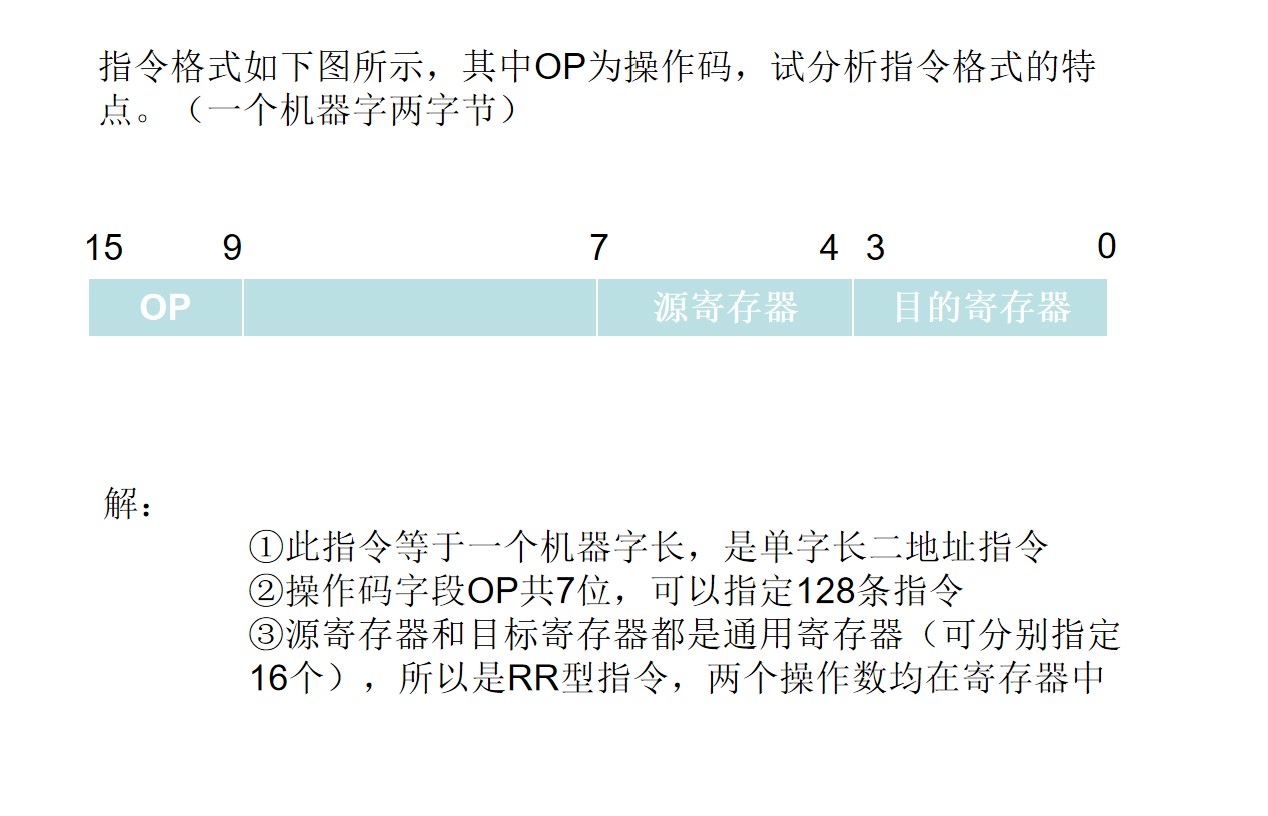 指令格式如下图所示，其中OP为操作码，试分析指令格式的特
点。（一个机器字两字节）
15 9 7 4 3 0
OP 源寄存器 目的寄存器
解：
①此指令等于一个机器字长，是单字长二地址指令
②操作码字段OP共7位，可以指定128条指令
③源寄存器和目标寄存器都是通用寄存器（可分别指定
16个），所以是RR型指令，两个操作数均在寄存器中